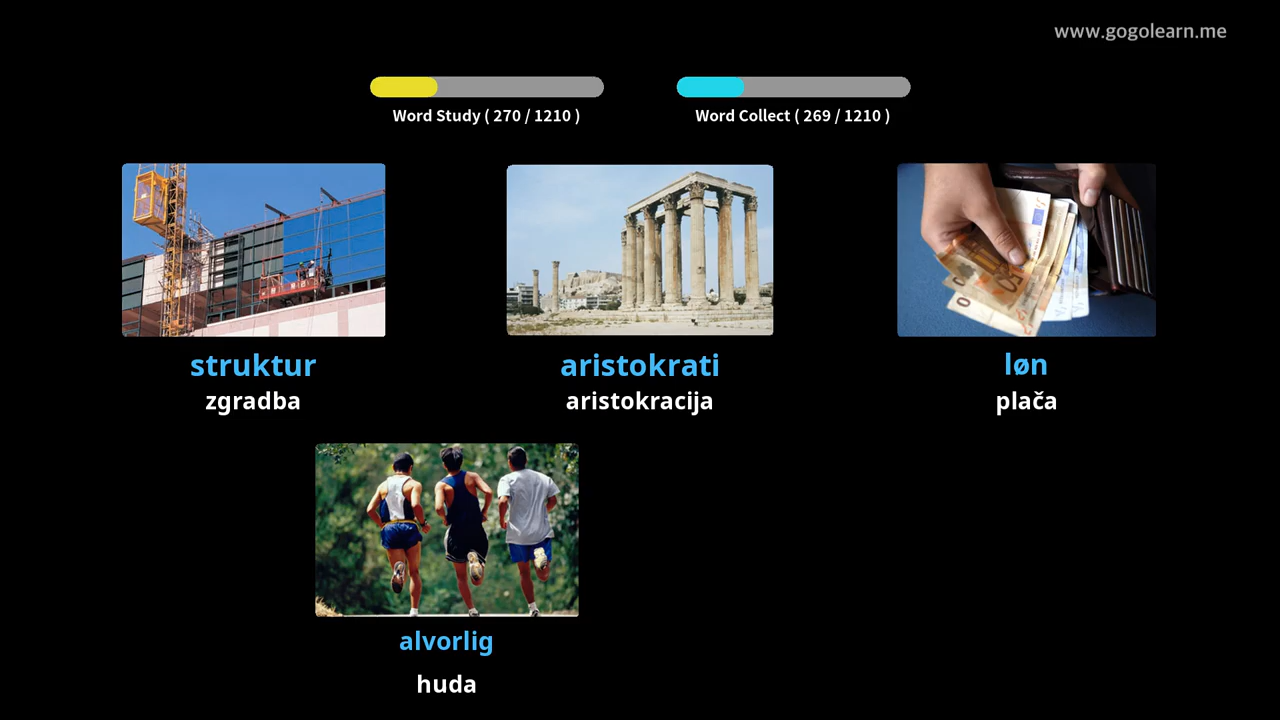 www.gogolearn.me
Word Study ( 270 / 1210 )
Word Collect ( 269 / 1210 )
struktur
zgradba
aristokrati
aristokracija
løn
plača
alvorlig
huda